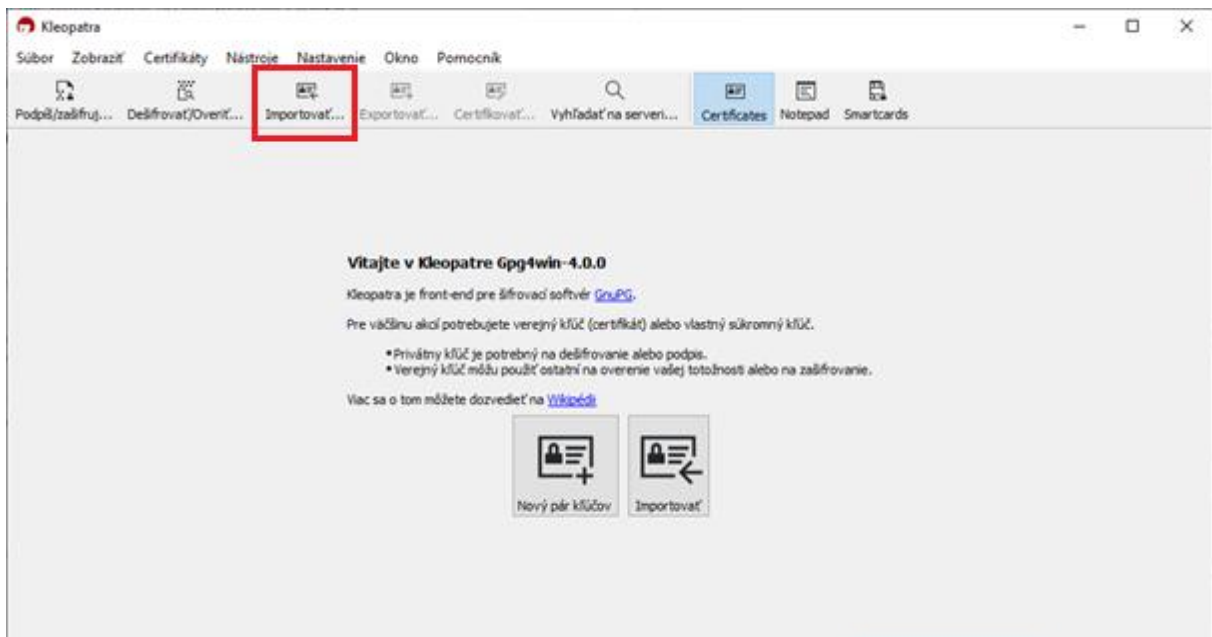 Kleopatra
Súbor Zobraziť Certifikáty Nástroje Nastavenie Okno Pomocník
Podpíš/zašifruj... Dešifrovať/Overiť... Importovať... Exportovať... Certifikovať... Vyhľadať na serveri... Certificates Notepad Smartcards
Vitajte v Kleopatre Gpg4win-4.0.0
Kleopatra je front-end pre šifrovací softvér GnuPG.
Pre väčšinu akcií potrebujete verejný kľúč (certifikát) alebo vlastný súkromný kľúč.
•Privátny kľúč je potrebný na dešifrovanie alebo podpis.
•Verejný kľúč môžu použiť ostatní na overenie vašej totožnosti alebo na zašifrovanie.
Viac sa o tom môžete dozvedieť na Wikipédii
Nový pár kľúčov Importovať